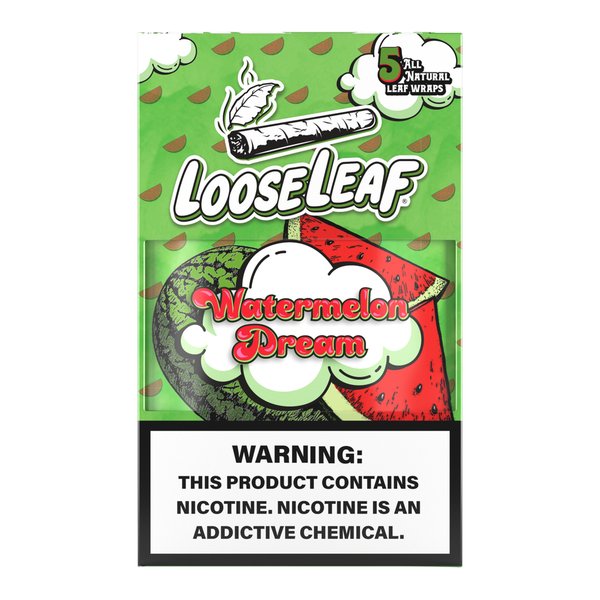 5 ALL
NATURAL
LEAF WRAPS
LOOSELEAF®
Watermelon
Dream
WARNING:
THIS PRODUCT CONTAINS
NICOTINE. NICOTINE IS AN
ADDICTIVE CHEMICAL.